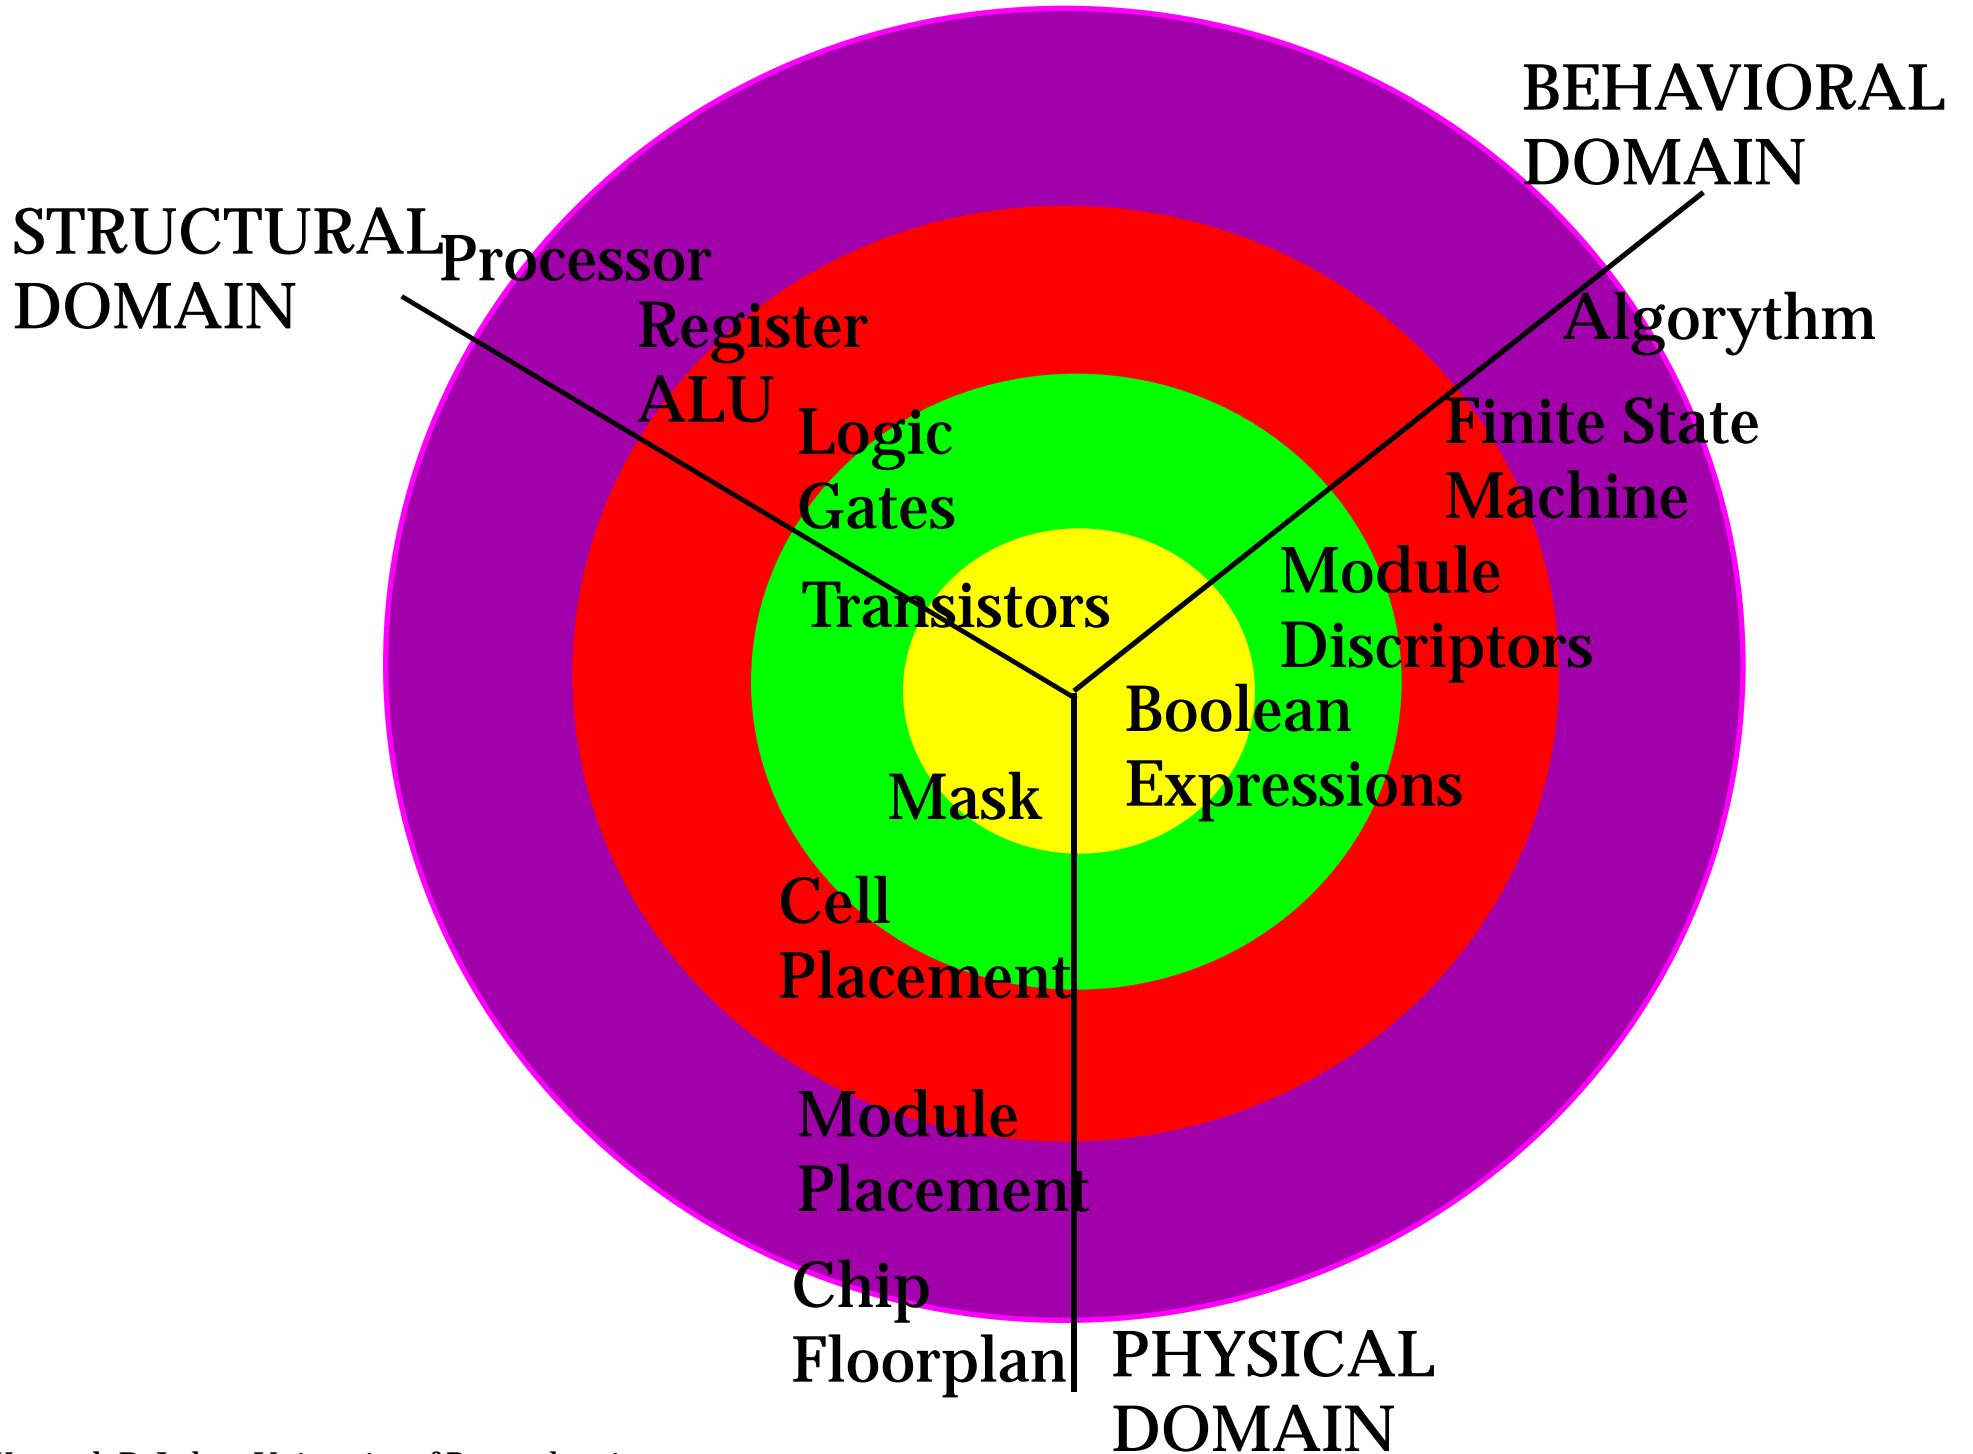 BEHAVIORAL
DOMAIN
STRUCTURAL
DOMAIN
Processor
Register
ALU
Logic
Gates
Transistors
Algorythm
Finite State
Machine
Module
Discriptors
Boolean
Expressions
Mask
Cell
Placement
Module
Placement
Chip
Floorplan
PHYSICAL
DOMAIN